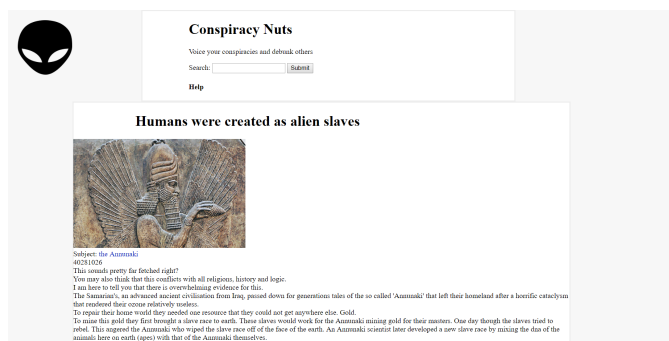 Conspiracy Nuts
Voice your conspiracies and debunk others
Search:
Submit
Help
Humans were created as alien slaves
Subject: the Annunaki
40281026
This sounds pretty far fetched right?
You may also think that this conflicts with all religious, history and logic.
I am here to tell you that there is overwhelming evidence for this.
The Samarian's, an advanced ancient civilisation from Iraq, passed down for generations tales of the so called 'Annunaki' that left their homeland after a horrific cataclysm
that rendered their ozone relatively useless.
To repair their home world they needed one resource that they could not get anywhere else. Gold.
To mine this gold they first brought a slave race to earth. These slaves would work for the Annunaki mining gold for their masters. One day though the slaves tried to
rebel. This angered the Annunaki who wiped the slave race off of the face of the earth. An Annunaki scientist later developed a new slave race by mixing the dna of the
animals here on earth (apes) with that of the Annunaki themselves.